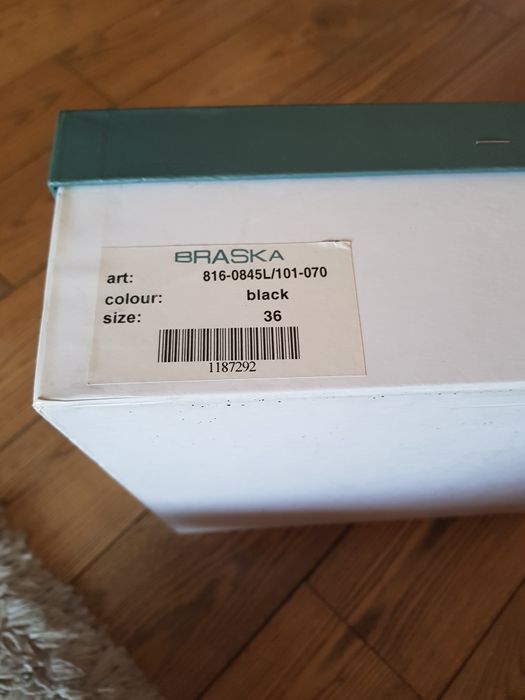 BRASKA
art: 816-0845L/101-070
colour: black
size: 36
1187292